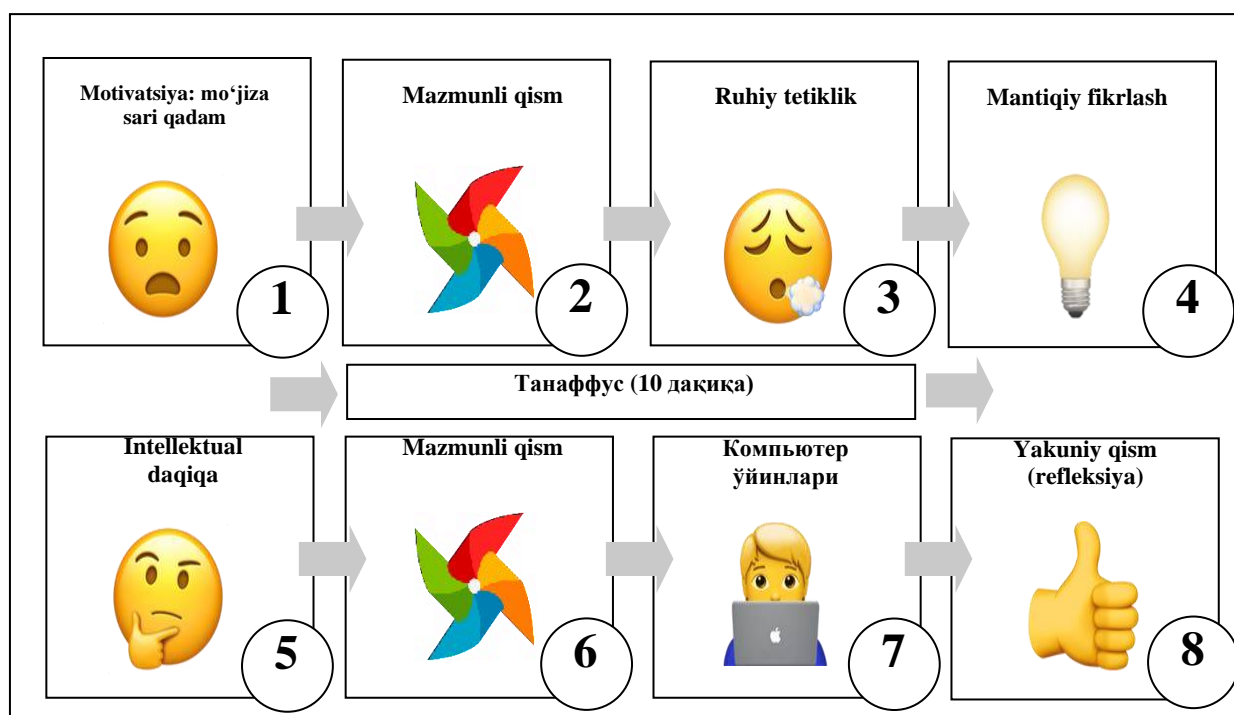 Motivatsiya: mo‘jiza
sari qadam
1
Mazmunli qism
2
Ruhiy tetiklik
3
Mantiqiy fikrlash
4
Танаффус (10 дақиқа)
Intellektual
daqiqa
5
Mazmunli qism
6
Компьютер
ўйинлари
7
Yakuniy qism
(refleksiya)
8